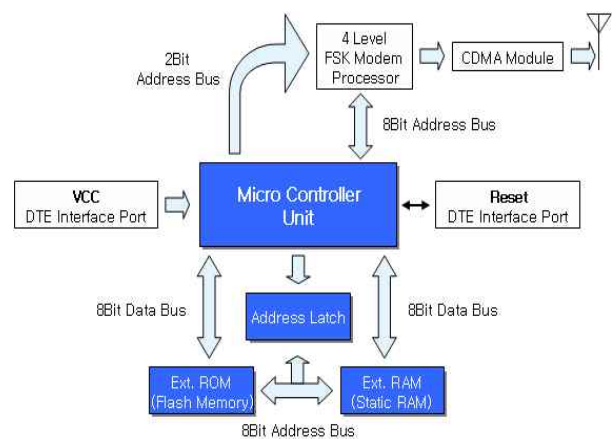 4 Level
FSK Modem
Processor
CDMA Module
2Bit
Address Bus
8Bit Address Bus
VCC
DTE Interface Port
Micro Controller
Unit
Reset
DTE Interface Port
8Bit Data Bus
Address Latch
8Bit Data Bus
Ext. ROM
(Flash Memory)
Ext. RAM
(Static RAM)
8Bit Address Bus